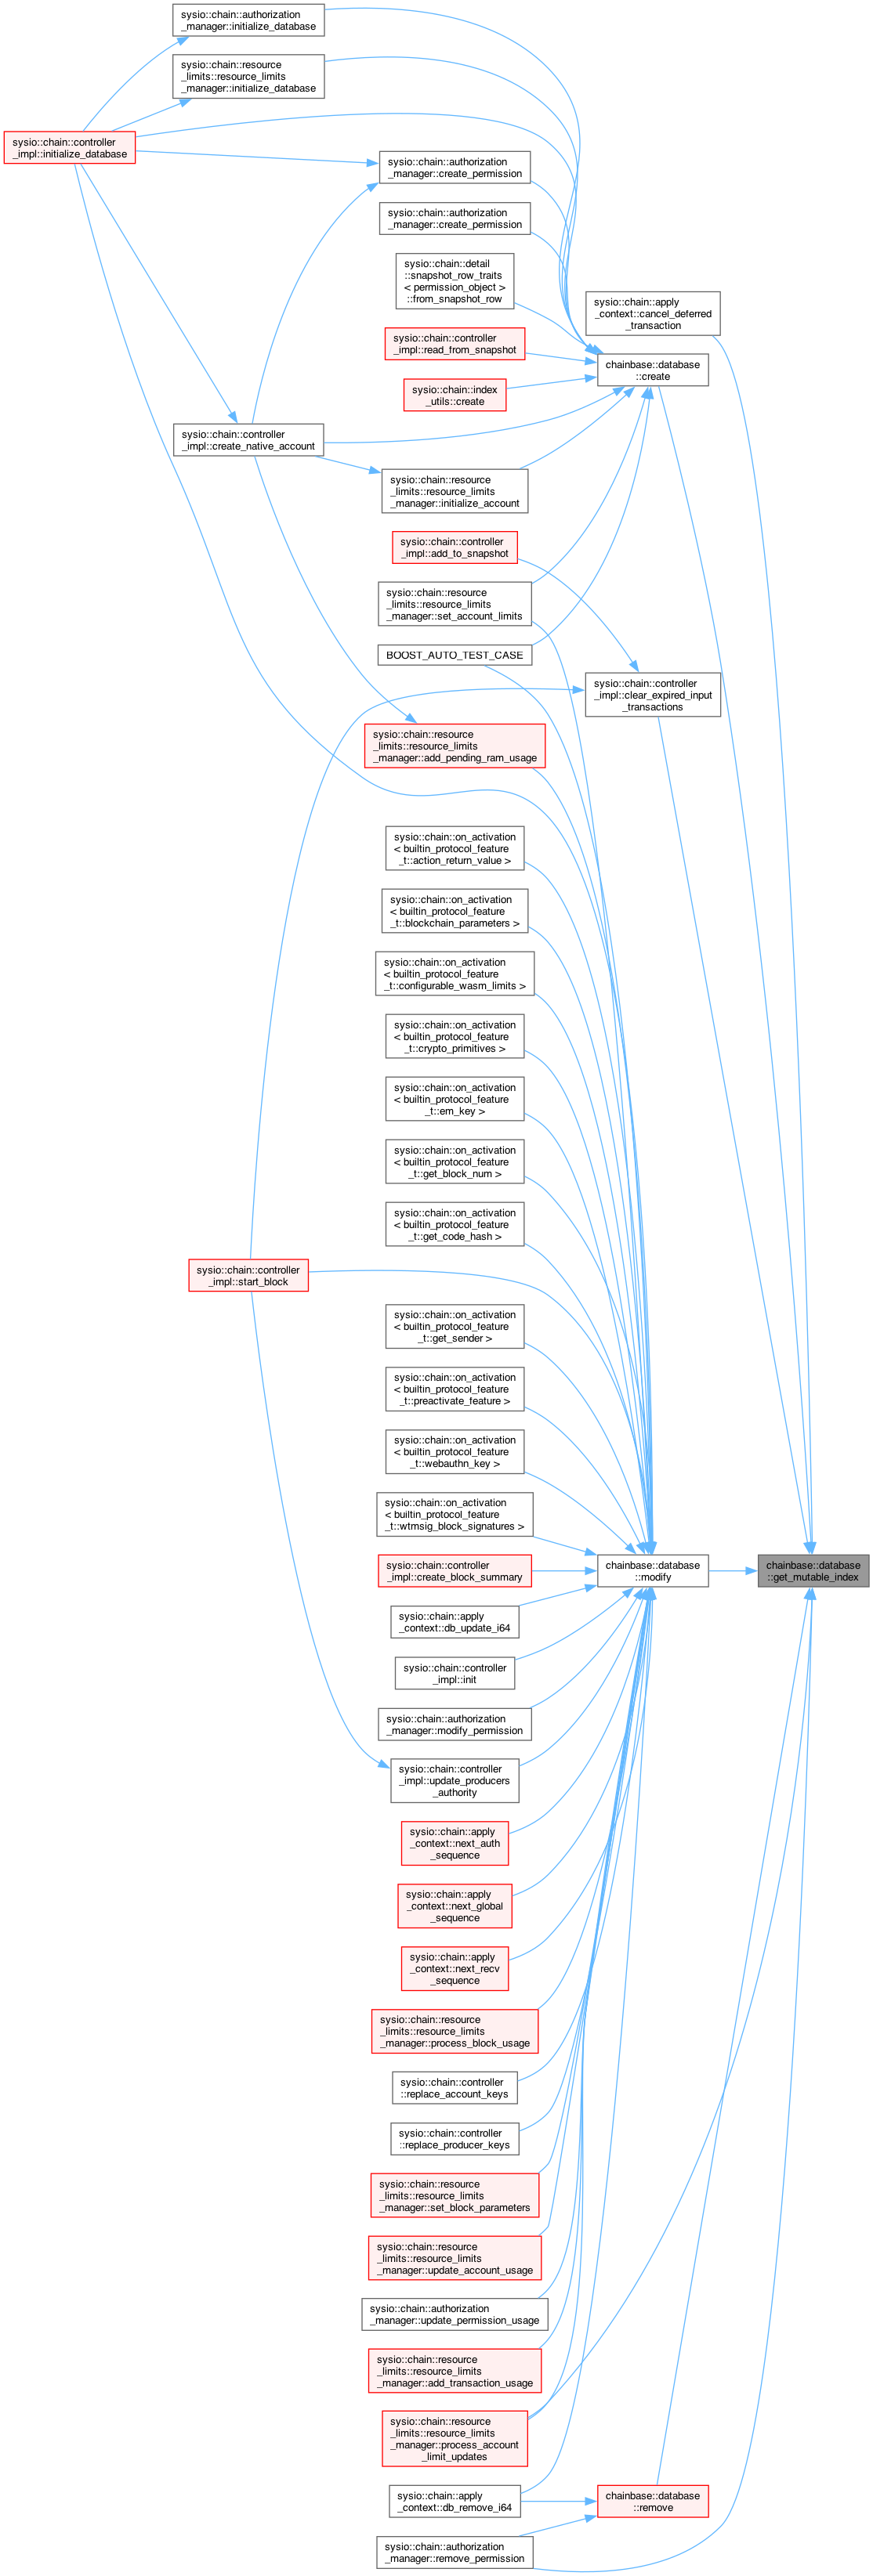 sysio::chain::authorization
_manager::initialize_database
sysio::chain::resource
_limits::resource_limits
_manager::initialize_database
sysio::chain::controller
_impl::initialize_database
sysio::chain::authorization
_manager::create_permission
sysio::chain::authorization
_manager::create_permission
sysio::chain::detail
::snapshot_row_traits
< permission_object >
::from_snapshot_row
sysio::chain::apply
_context::cancel_deferred
_transaction
sysio::chain::controller
_impl::read_from_snapshot
chainbase::database
::create
sysio::chain::index
_utils::create
sysio::chain::controller
_impl::create_native_account
sysio::chain::resource
_limits::resource_limits
_manager::initialize_account
sysio::chain::controller
_impl::add_to_snapshot
sysio::chain::resource
_limits::resource_limits
_manager::set_account_limits
BOOST_AUTO_TEST_CASE
sysio::chain::controller
_impl::clear_expired_input
_transactions
sysio::chain::resource
_limits::resource_limits
_manager::add_pending_ram_usage
sysio::chain::on_activation
< builtin_protocol_feature
_t::action_return_value >
sysio::chain::on_activation
< builtin_protocol_feature
_t::blockchain_parameters >
sysio::chain::on_activation
< builtin_protocol_feature
_t::configurable_wasm_limits >
sysio::chain::on_activation
< builtin_protocol_feature
_t::crypto_primitives >
sysio::chain::on_activation
< builtin_protocol_feature
_t::em_key >
sysio::chain::on_activation
< builtin_protocol_feature
_t::get_block_num >
sysio::chain::on_activation
< builtin_protocol_feature
_t::get_code_hash >
sysio::chain::controller
_impl::start_block
sysio::chain::on_activation
< builtin_protocol_feature
_t::get_sender >
sysio::chain::on_activation
< builtin_protocol_feature
_t::preactivate_feature >
sysio::chain::on_activation
< builtin_protocol_feature
_t::webauthn_key >
sysio::chain::on_activation
< builtin_protocol_feature
_t::wtmsig_block_signatures >
sysio::chain::controller
_impl::create_block_summary
chainbase::database
::modify
chainbase::database
::get_mutable_index
sysio::chain::apply
_context::db_update_i64
sysio::chain::controller
_impl::init
sysio::chain::authorization
_manager::modify_permission
sysio::chain::controller
_impl::update_producers
_authority
sysio::chain::apply
_context::next_auth
_sequence
sysio::chain::apply
_context::next_global
_sequence
sysio::chain::apply
_context::next_recv
_sequence
sysio::chain::resource
_limits::resource_limits
_manager::process_block_usage
sysio::chain::controller
::replace_account_keys
sysio::chain::controller
::replace_producer_keys
sysio::chain::resource
_limits::resource_limits
_manager::set_block_parameters
sysio::chain::resource
_limits::resource_limits
_manager::update_account_usage
sysio::chain::authorization
_manager::update_permission_usage
sysio::chain::resource
_limits::resource_limits
_manager::add_transaction_usage
sysio::chain::resource
_limits::resource_limits
_manager::process_account
_limit_updates
sysio::chain::apply
_context::db_remove_i64
chainbase::database
::remove
sysio::chain::authorization
_manager::remove_permission